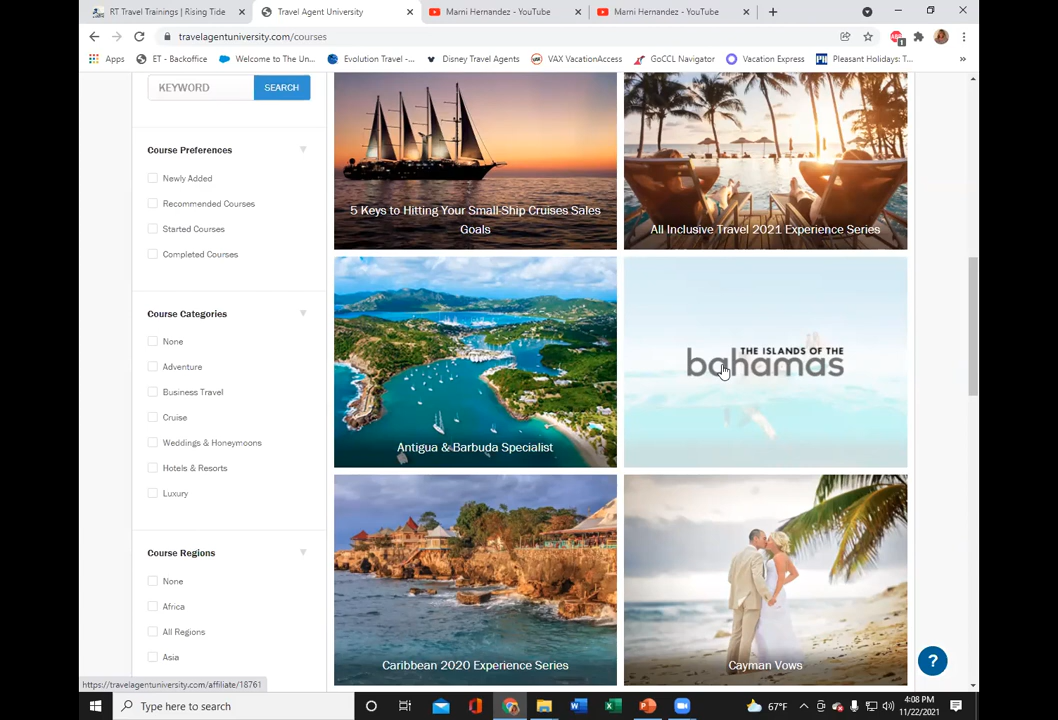 RT Travel Trainings | Rising Tide
Travel Agent University
Marni Hernandez - YouTube
Marni Hernandez - YouTube
travelagentuniversity.com/courses
Apps
ET - Backoffice
Welcome to The Un...
Evolution Travel -...
Disney Travel Agents
VAX VacationAccess
GoCCL Navigator
Vacation Express
Pleasant Holidays: T...
KEYWORD
SEARCH
Course Preferences
Newly Added
Recommended Courses
Started Courses
Completed Courses
Course Categories
None
Adventure
Business Travel
Cruise
Weddings & Honeymoons
Hotels & Resorts
Luxury
Course Regions
None
Africa
All Regions
Asia
5 Keys to Hitting Your Small-Ship Cruises Sales
Goals
All Inclusive Travel 2021 Experience Series
Antigua & Barbuda Specialist
THE ISLANDS OF THE
bahamas
Caribbean 2020 Experience Series
Cayman Vows
?
https://travelagentuniversity.com/affiliate/18761
Type here to search
67°F
4:08 PM
11/22/2021